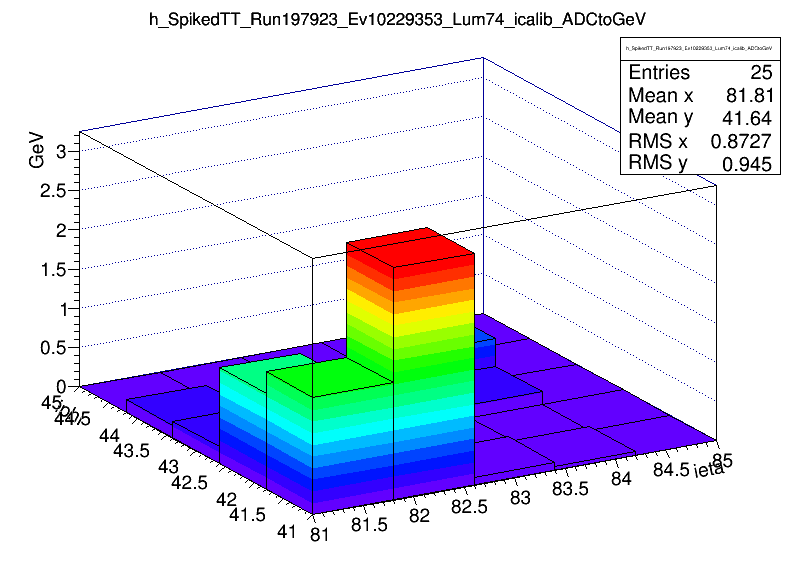 h_SpikedTT_Run197923_Ev10229353_Lum74_icalib_ADCtoGeV
h_SpikedTT_Run197923_Ev10229353_Lum74_icalib_ADCtoGeV
Entries 25
Mean x 81.81
Mean y 41.64
RMS x 0.8727
RMS y 0.945
GeV
3
2.5
2
1.5
1
0.5
0
45
44.5
44
43.5
43
42.5
42
41.5
41
81
81.5
82
82.5
83
83.5
84
84.5
85
ieta